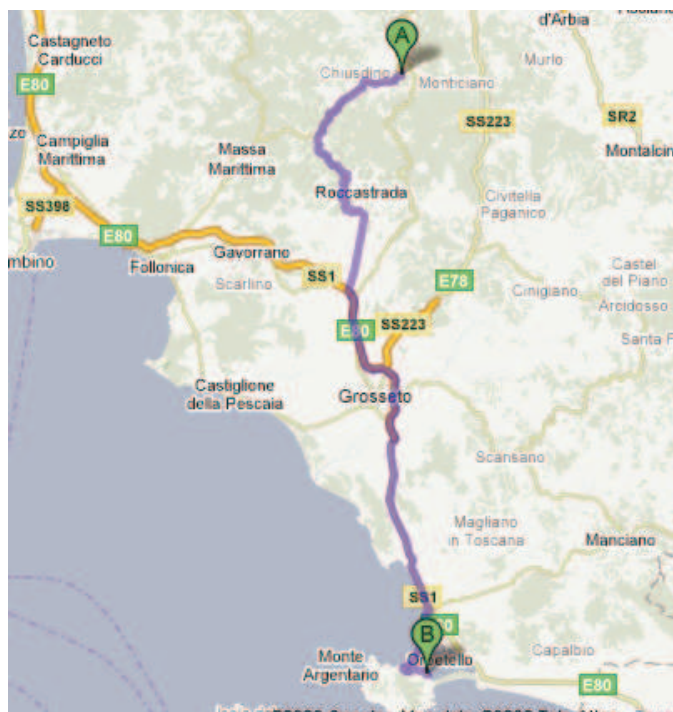 d'Arbia
Castagneto
Carducci
A
Chiusdino
Monticiano
Murlo
E80
SS223
SR2
Campiglia
Marittima
Massa
Marittima
Montalcin
Roccastrada
Civitella
Paganico
SS398
E80
Gavorrano
mbino
Follonica
Scarlino
SS1
E78
Castel
del Piano
Cinigiano
Arcidosso
E80
SS223
Santa F
Castiglione
della Pescaia
Grosseto
Scansano
Magliano
in Toscana
Manciano
SS1
B
Monte
Argentario
Orbetello
Capalbio
E80